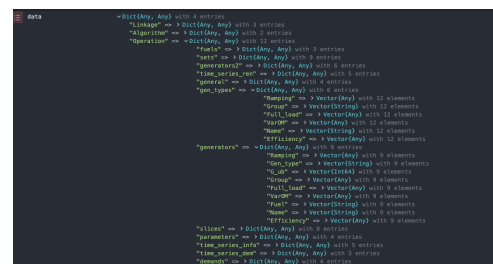 data ⌄Dict{Any, Any} with 4 entries
"Linkage" => > Dict{Any, Any} with 3 entries
"Algorithm" => > Dict{Any, Any} with 2 entries
"Operation" => ⌄Dict{Any, Any} with 12 entries
"fuels" => > Dict{Any, Any} with 3 entries
"sets" => > Dict{Any, Any} with 9 entries
"generators2" => > Dict{Any, Any} with 6 entries
"time_series_ren" => > Dict{Any, Any} with 5 entries
"general" => > Dict{Any, Any} with 4 entries
"gen_types" => ⌄Dict{Any, Any} with 6 entries
"Ramping" => > Vector{Any} with 12 elements
"Group" => > Vector{String} with 12 elements
"Full_load" => > Vector{Any} with 12 elements
"VarOM" => > Vector{Any} with 12 elements
"Name" => > Vector{String} with 12 elements
"Efficiency" => > Vector{Any} with 12 elements
"generators" => ⌄Dict{Any, Any} with 9 entries
"Ramping" => > Vector{Any} with 9 elements
"Gen_type" => > Vector{String} with 9 elements
"G_ub" => > Vector{Int64} with 9 elements
"Group" => > Vector{Any} with 9 elements
"Full_load" => > Vector{Any} with 9 elements
"VarOM" => > Vector{Any} with 9 elements
"Fuel" => > Vector{String} with 9 elements
"Name" => > Vector{String} with 9 elements
"Efficiency" => > Vector{Any} with 9 elements
"slices" => > Dict{Any, Any} with 8 entries
"parameters" => > Dict{Any, Any} with 4 entries
"time_series_info" => > Dict{Any, Any} with 5 entries
"time_series_dem" => > Dict{Any, Any} with 3 entries
"demands" => > Dict{Any, Any} with 4 entries